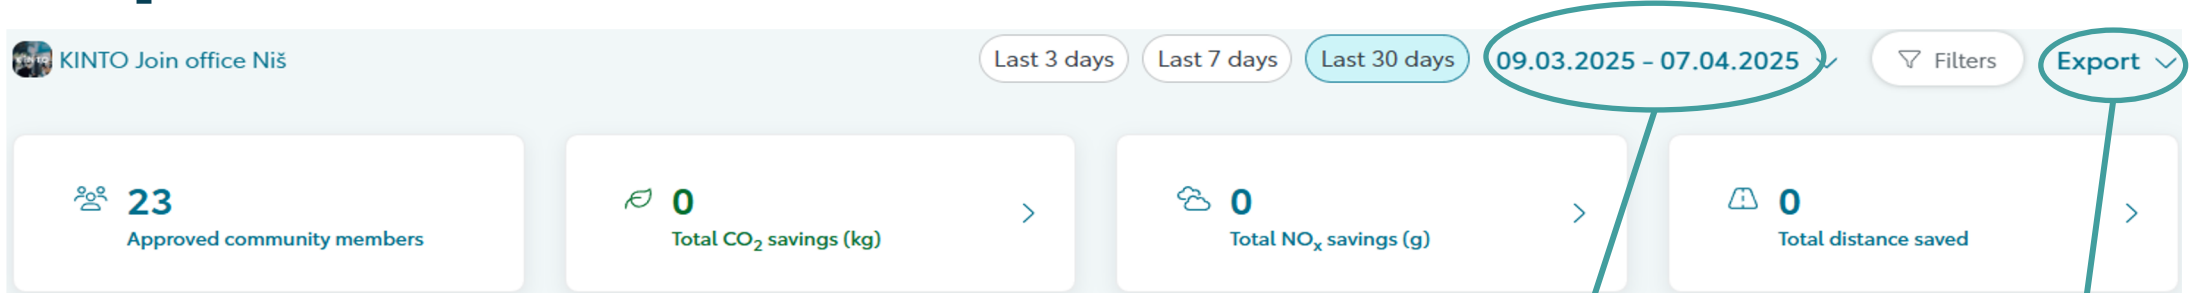 KINTO Join office Niš
Last 3 days
Last 7 days
Last 30 days
09.03.2025 - 07.04.2025
Filters
Export
23
Approved community members
0
Total CO₂ savings (kg)
0
Total NOₓ savings (g)
0
Total distance saved